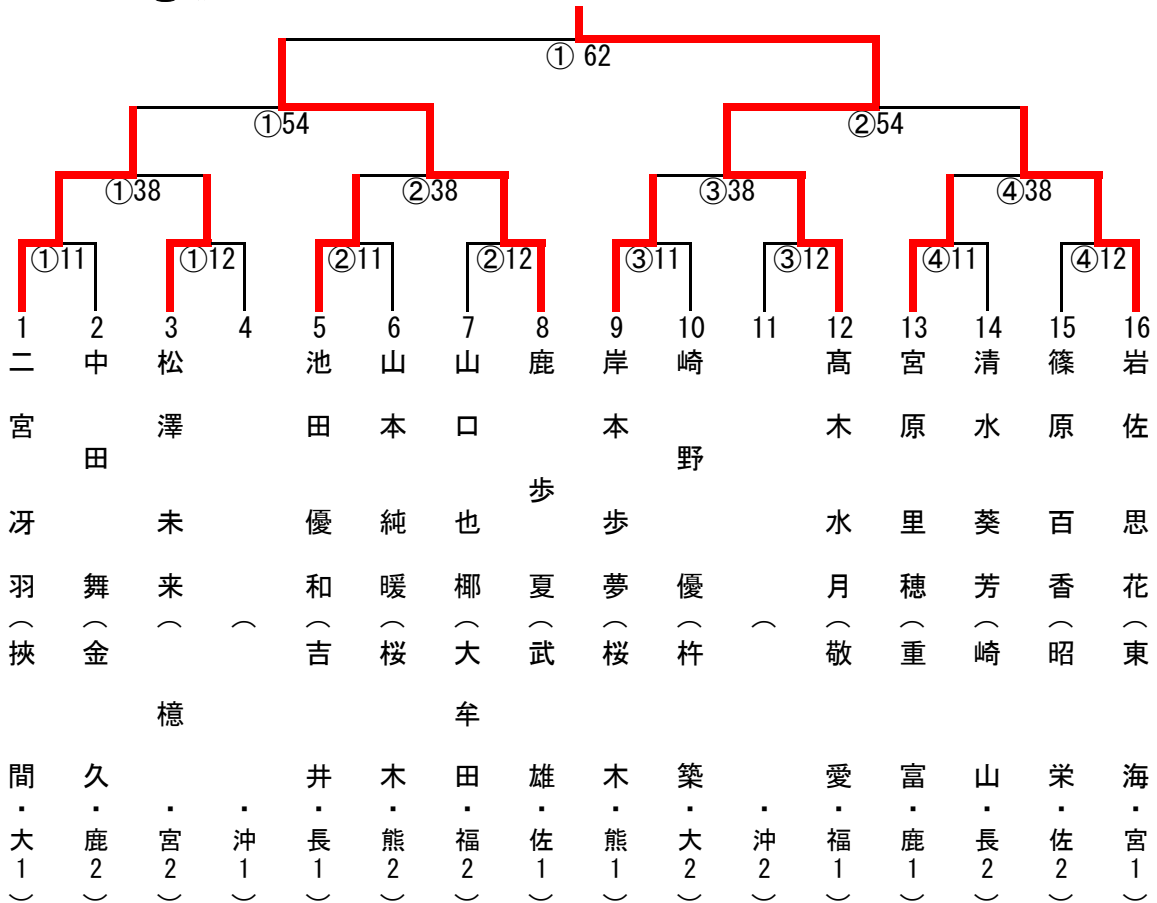 ① 62
①54
②54
①38
②38
③38
④38
①11
①12
②11
②12
③11
③12
④11
④12
1
2
3
4
5
6
7
8
9
10
11
12
13
14
15
16
二宮冴羽（挾間・大1）
中田舞（金久・鹿2）
松澤未来（檍・宮2）
（・沖1）
池田優和（吉井・長1）
山本純暖（桜木・熊2）
山口也椰（大牟田・福2）
鹿歩夏（武雄・佐1）
岸本歩夢（桜木・熊1）
崎野優（杵築・大2）
（・沖2）
髙木水月（敬愛・福1）
宮原里穂（重富・鹿1）
清水葵芳（崎山・長2）
篠原百香（昭栄・佐2）
岩佐思花（東海・宮1）